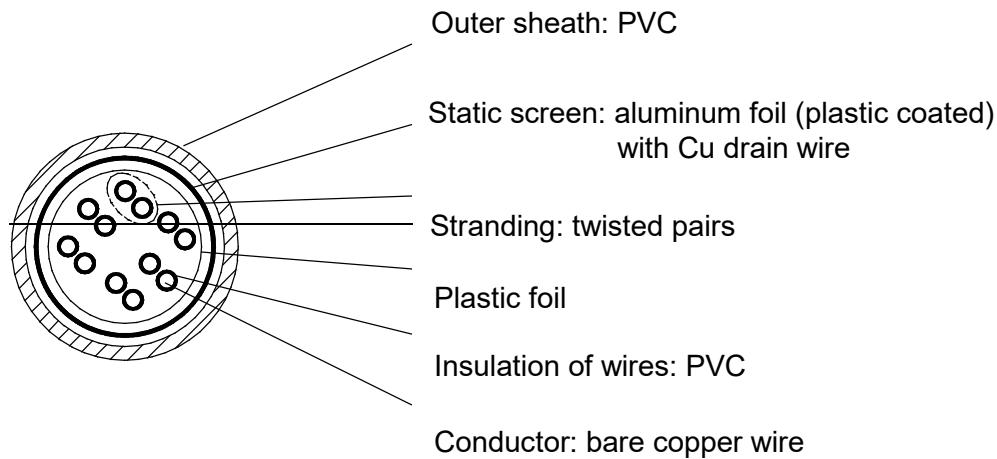 Outer sheath: PVC
Static screen: aluminum foil (plastic coated)
with Cu drain wire
Stranding: twisted pairs
Plastic foil
Insulation of wires: PVC
Conductor: bare copper wire